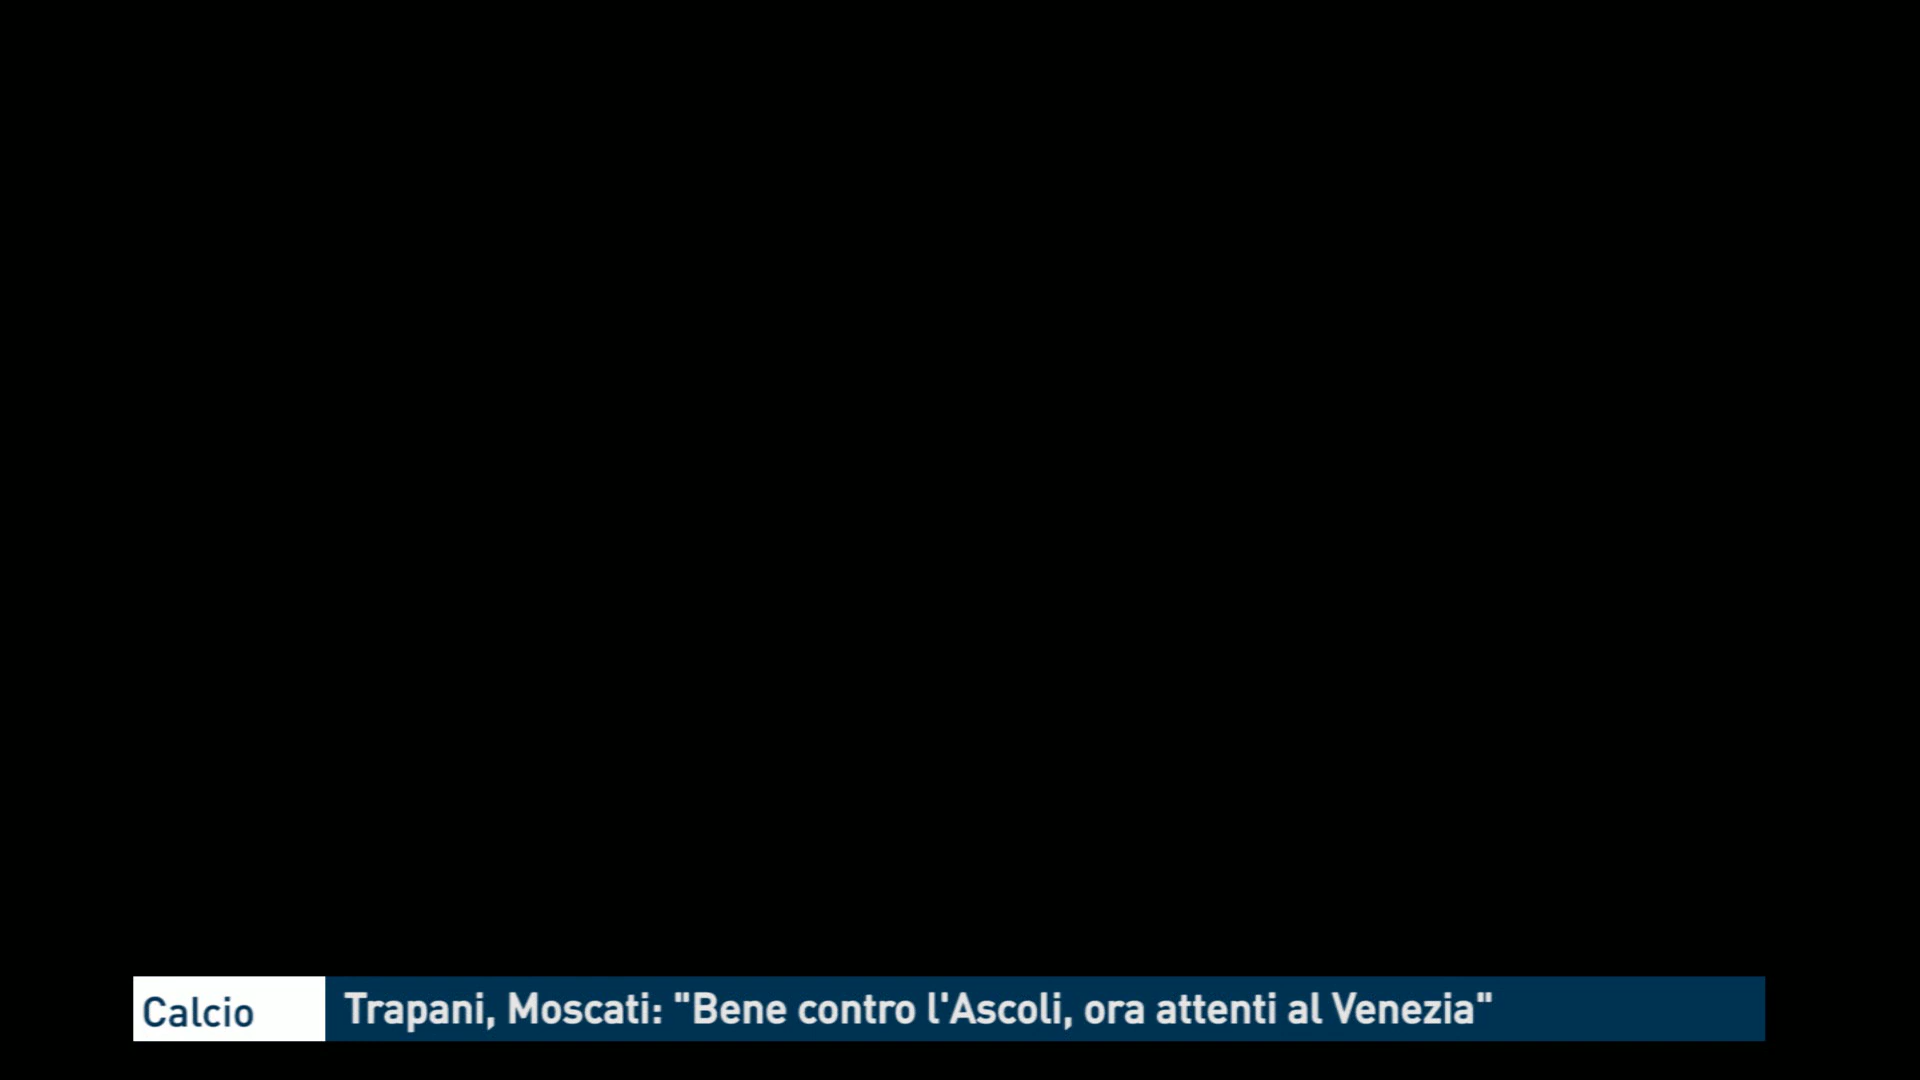 Calcio
Trapani, Moscati: "Bene contro l'Ascoli, ora attenti al Venezia"